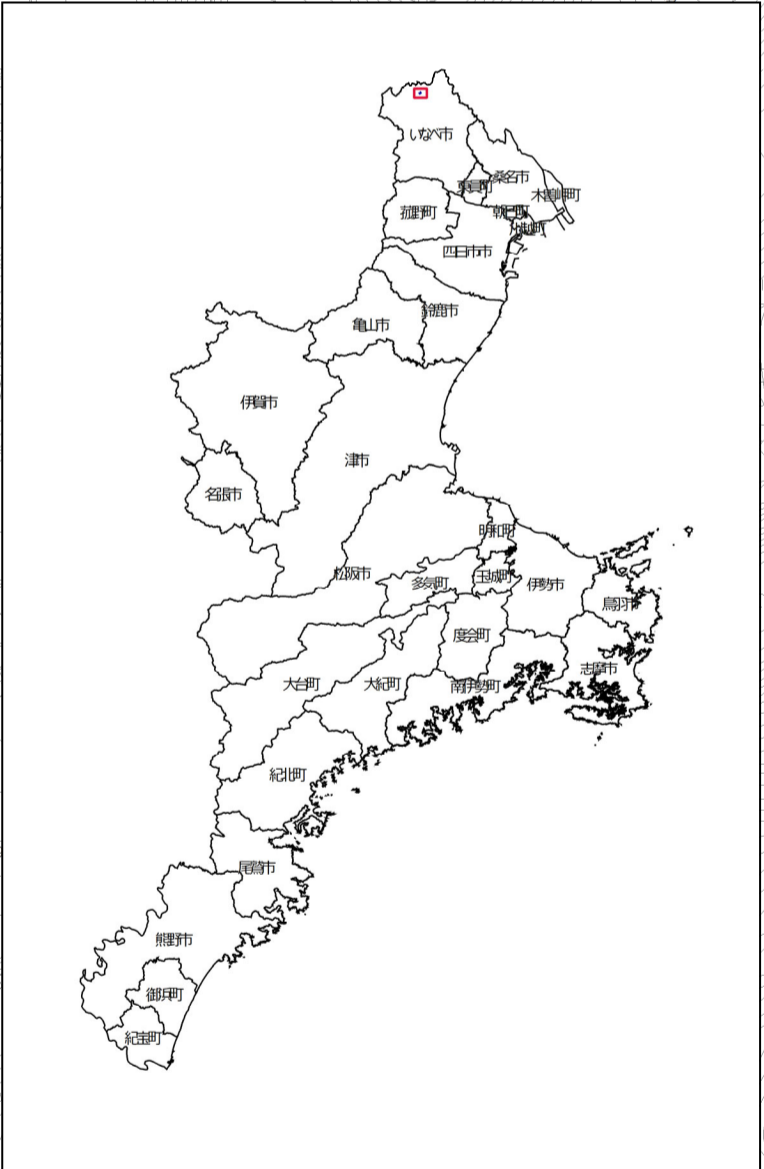 いなべ市
桑名市
東員町
木曽岬町
菰野町
朝日町
川越町
四日市市
鈴鹿市
亀山市
伊賀市
津市
名張市
明和町
松阪市
多気町
玉城町
伊勢市
鳥羽市
度会町
志摩市
大台町
大紀町
南伊勢町
紀北町
尾鷲市
熊野市
御浜町
紀宝町